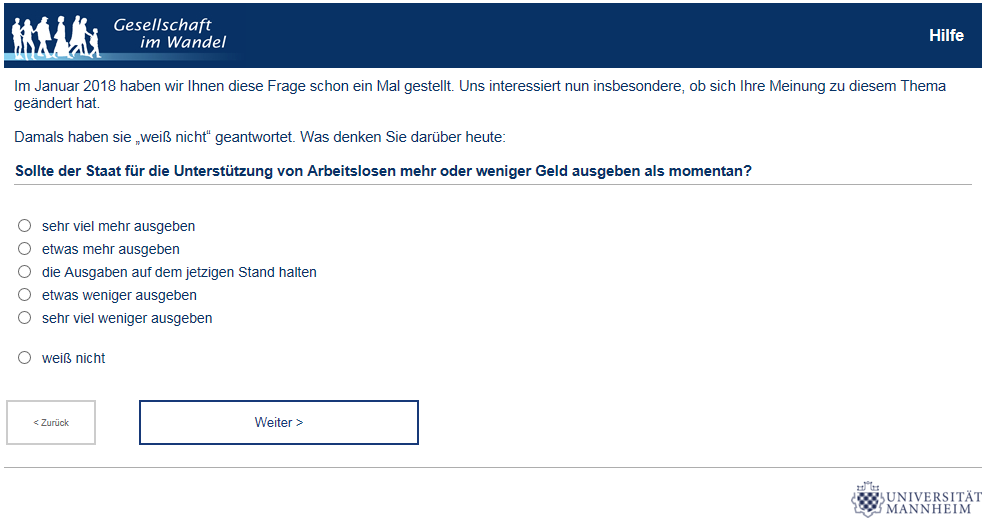 Gesellschaft
im Wandel
Hilfe
Im Januar 2018 haben wir Ihnen diese Frage schon ein Mal gestellt. Uns interessiert nun insbesondere, ob sich Ihre Meinung zu diesem Thema
geändert hat.
Damals haben sie „weiß nicht“ geantwortet. Was denken Sie darüber heute:
Sollte der Staat für die Unterstützung von Arbeitslosen mehr oder weniger Geld ausgeben als momentan?
sehr viel mehr ausgeben
etwas mehr ausgeben
die Ausgaben auf dem jetzigen Stand halten
etwas weniger ausgeben
sehr viel weniger ausgeben
weiß nicht
< Zurück
Weiter >
UNIVERSITÄT
MANNHEIM